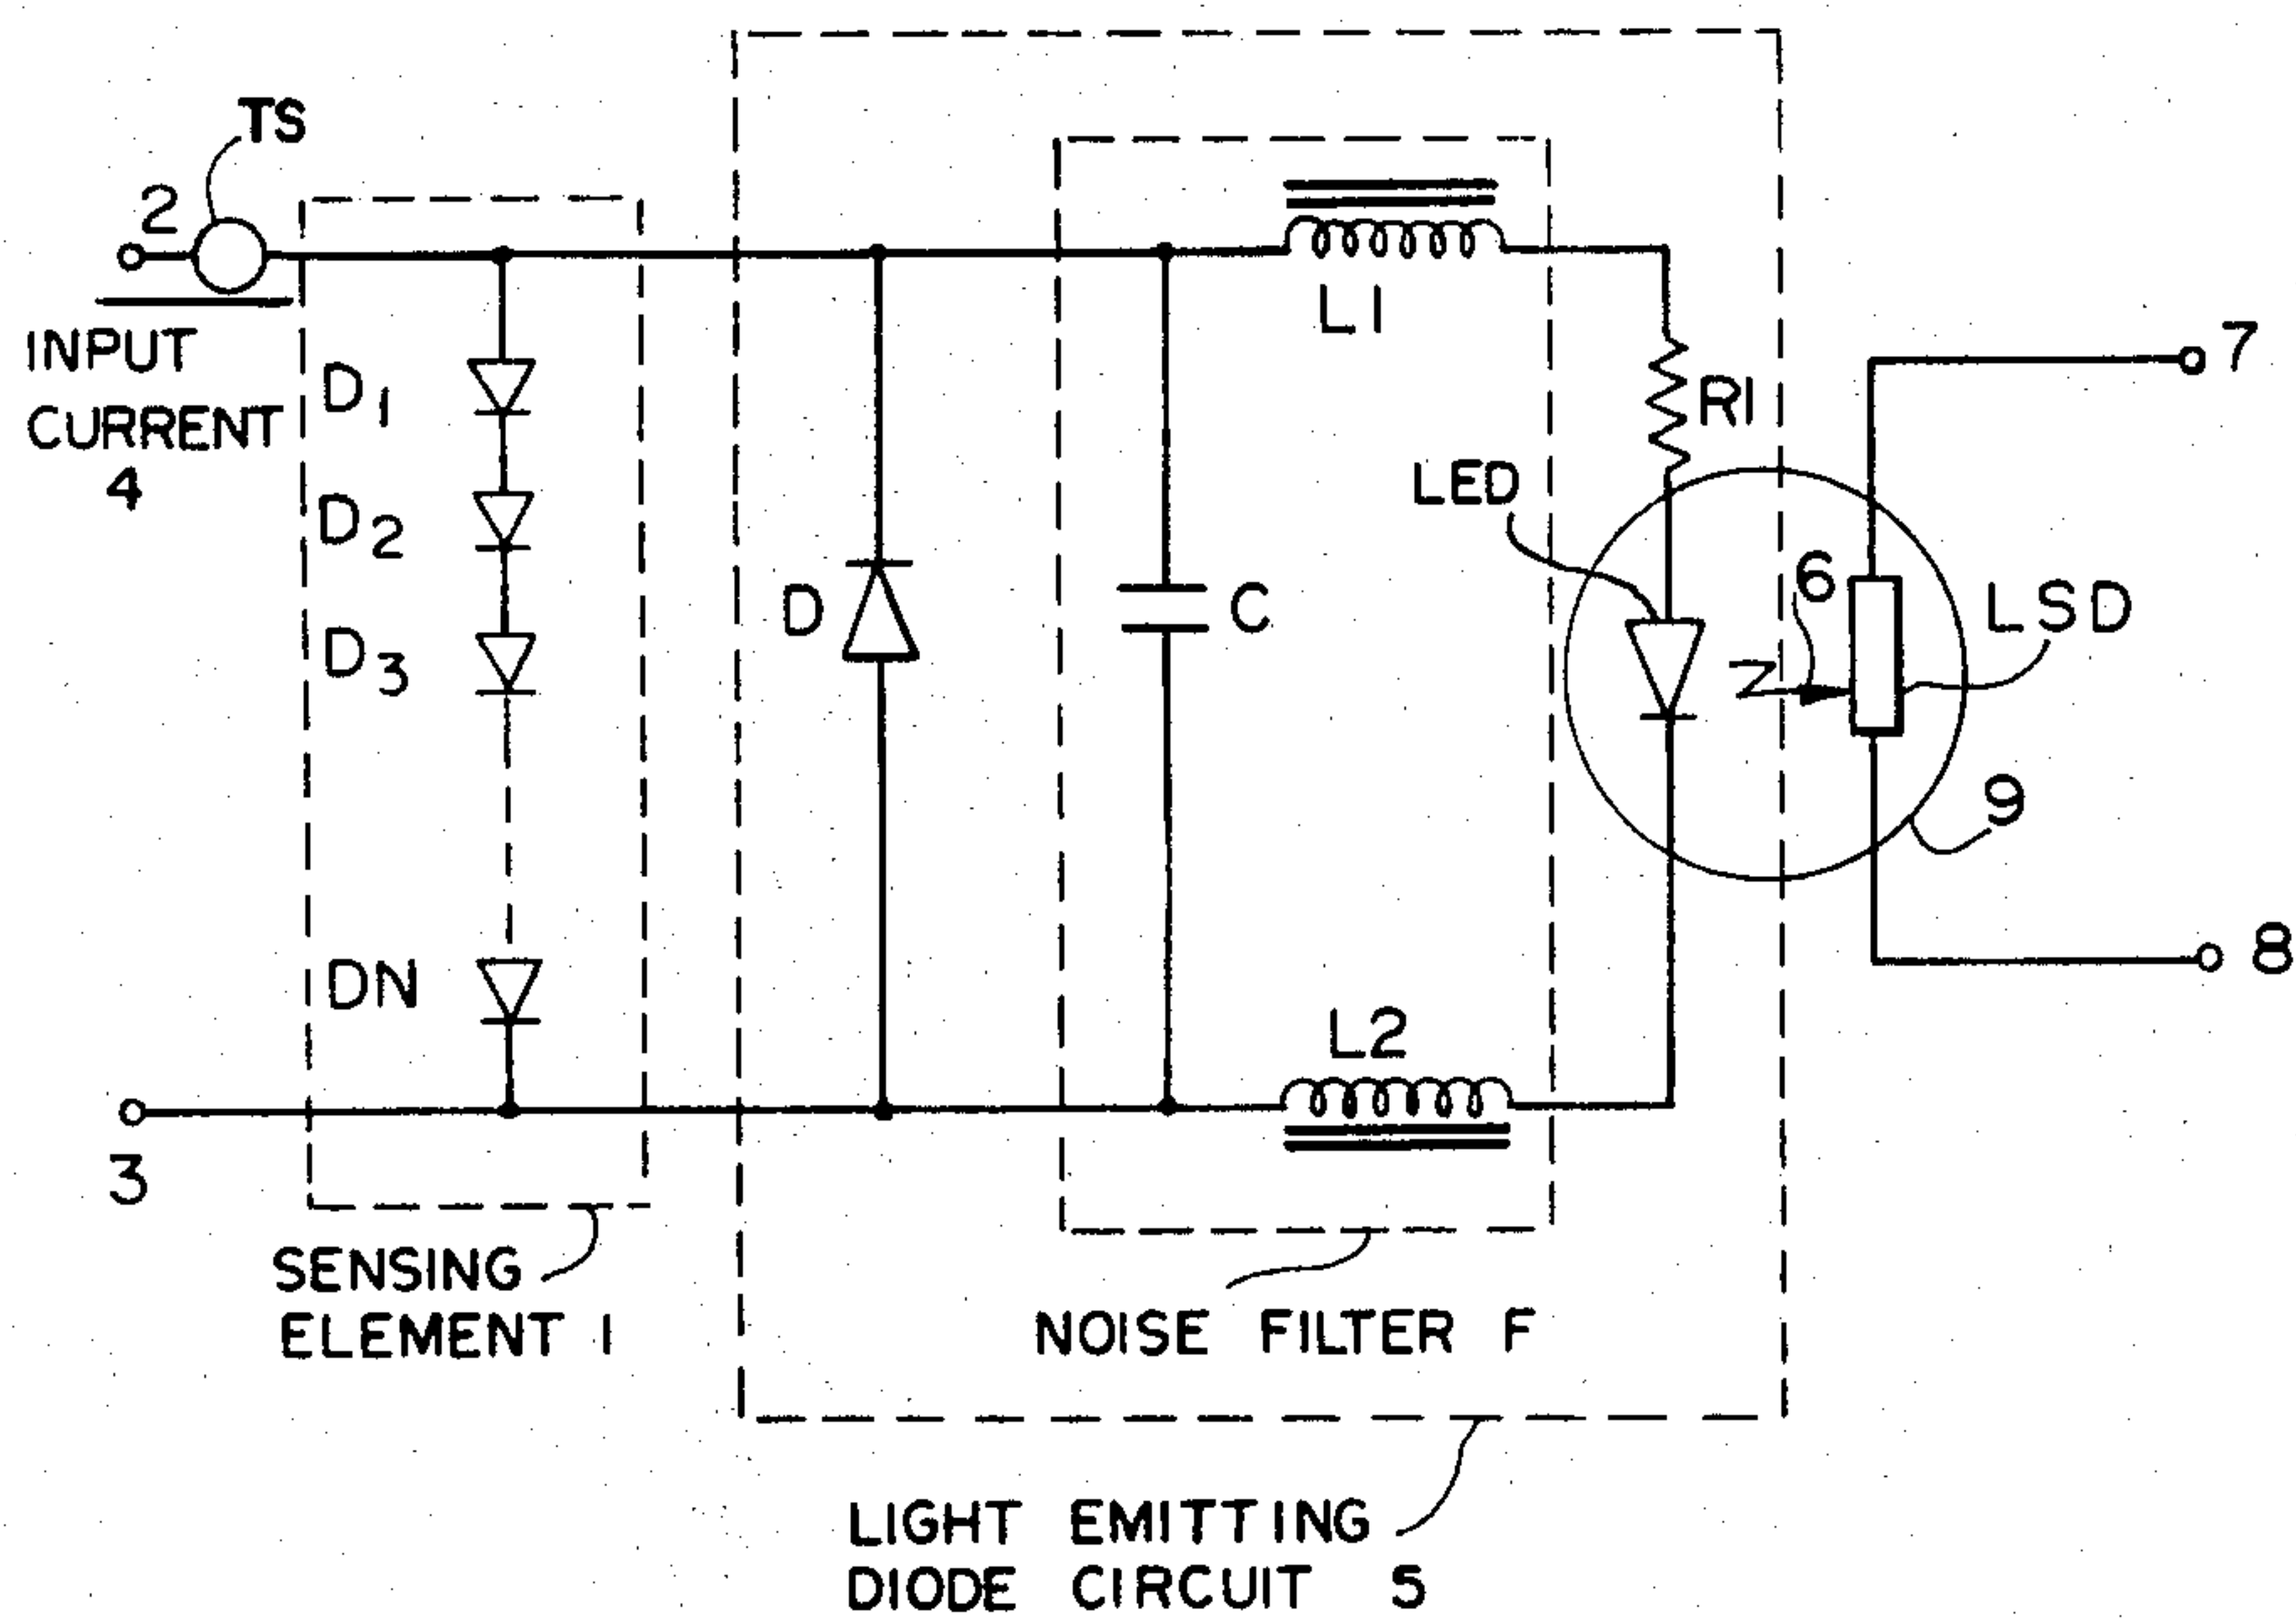 TS
2
INPUT
CURRENT
4
D1
D2
D3
DN
3
SENSING
ELEMENT 1
D
C
L1
L2
R1
LED
6
LSD
7
9
8
NOISE FILTER F
LIGHT EMITTING
DIODE CIRCUIT 5